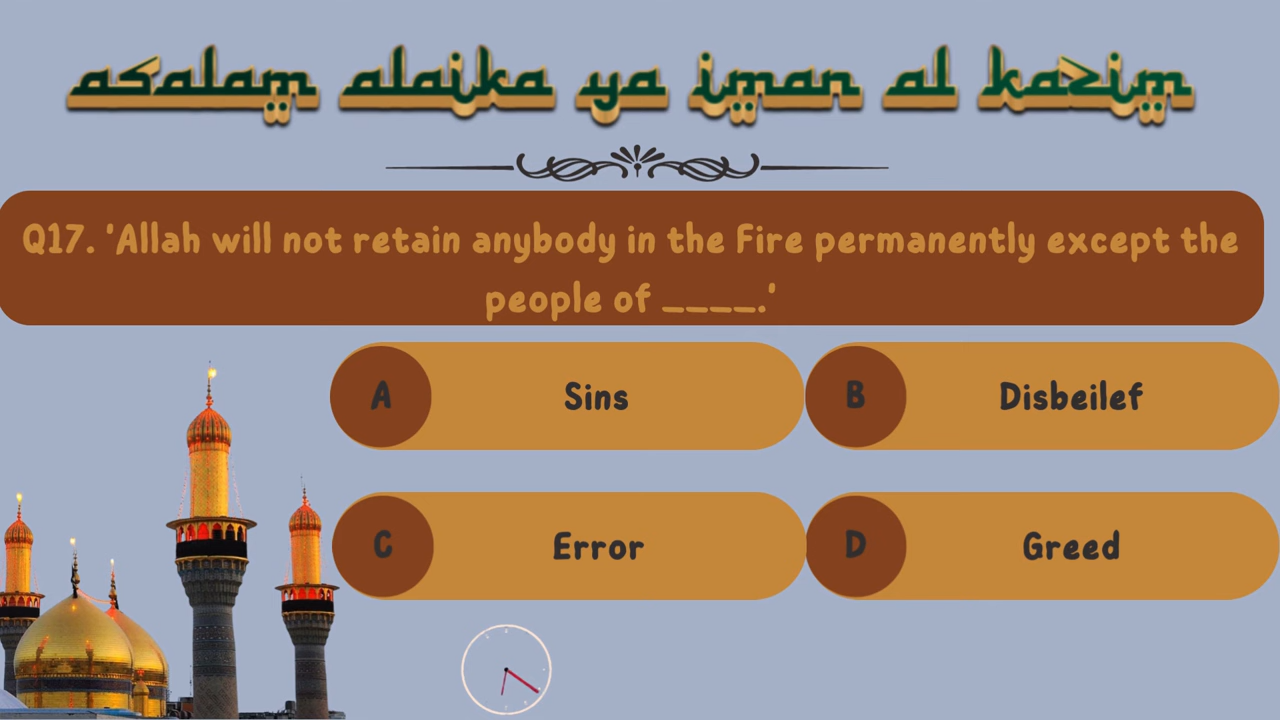 asalam alaika ya imam al kazim
Q17. 'Allah will not retain anybody in the Fire permanently except the
people of ____.'
A Sins
B Disbeilef
C Error
D Greed